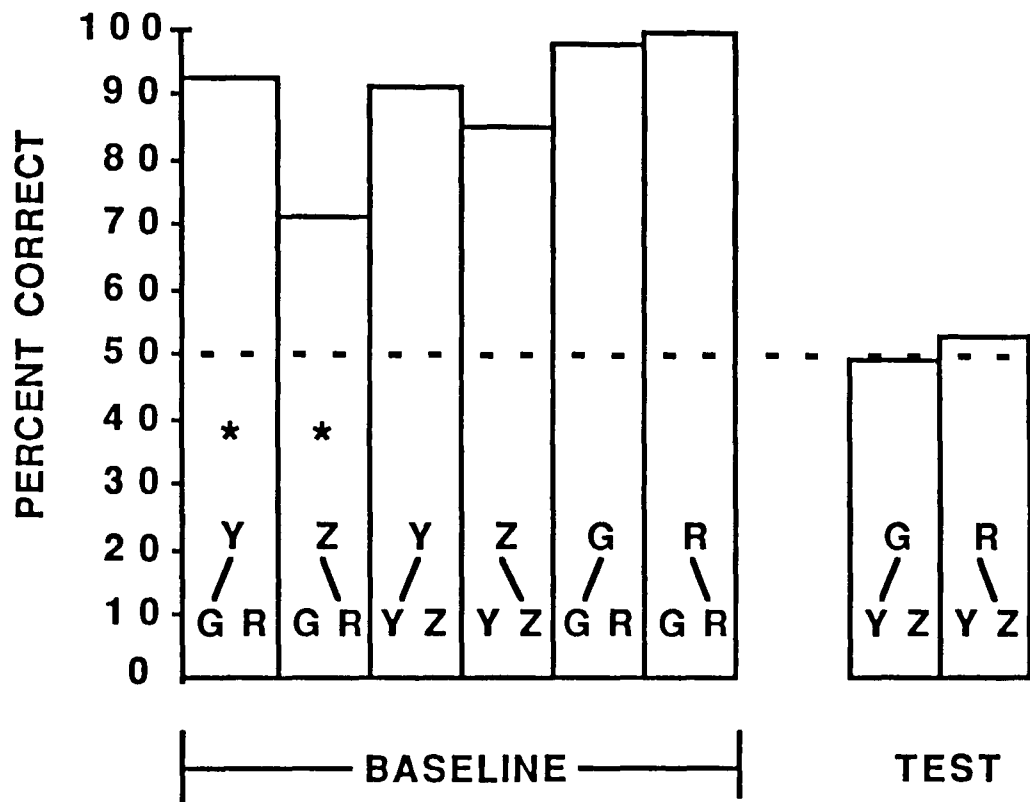 PERCENT CORRECT
100
90
80
70
60
50
40
30
20
10
0
* *
Y Z Y Z G R
G R G R Y Z Y Z G R G R
G R
Y Z Y Z
BASELINE
TEST